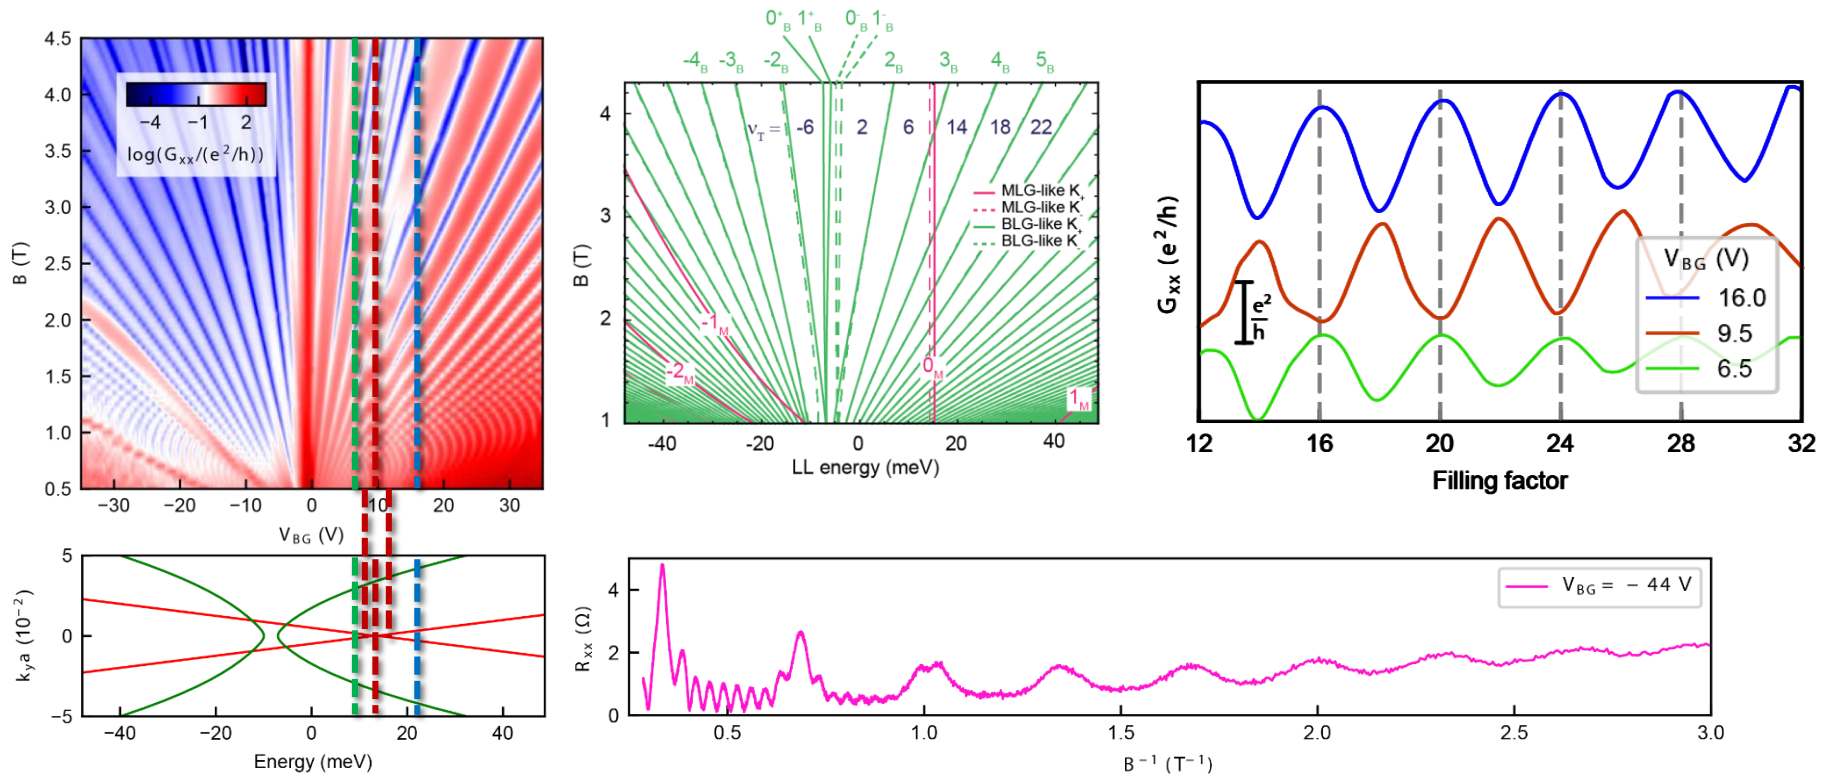 4.5
4.0
3.5
3.0
2.5
2.0
1.5
1.0
0.5
B (T)
−4 −1 2
log(Gxx/(e²/h))
−30 −20 −10 0 10 20 30
VBG (V)
5
0
−5
kya (10⁻²)
−40 −20 0 20 40
Energy (meV)
0⁺B 1⁺B 0⁻B 1⁻B
-4B -3B -2B 2B 3B 4B 5B
νT = -6 2 6 14 18 22
MLG-like K+
MLG-like K-
BLG-like K+
BLG-like K-
-1M
-2M
0M
1M
4
3
2
1
B (T)
-40 -20 0 20 40
LL energy (meV)
Gxx (e²/h)
e²/h
VBG (V)
16.0
9.5
6.5
12 16 20 24 28 32
Filling factor
4
2
0
Rxx (Ω)
VBG = − 44 V
0.5 1.0 1.5 2.0 2.5 3.0
B⁻¹ (T⁻¹)